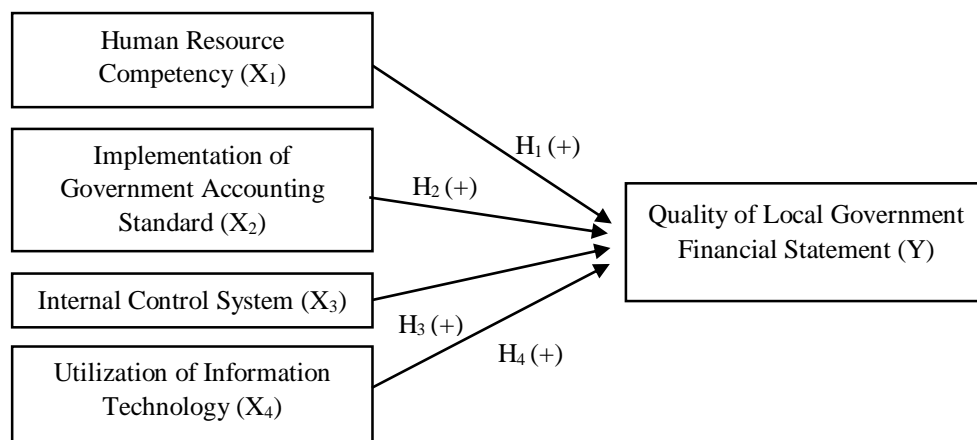 Human Resource
Competency (X₁)
H₁ (+)
Implementation of
Government Accounting
Standard (X₂)
H₂ (+)
Quality of Local Government
Financial Statement (Y)
Internal Control System (X₃)
H₃ (+)
H₄ (+)
Utilization of Information
Technology (X₄)